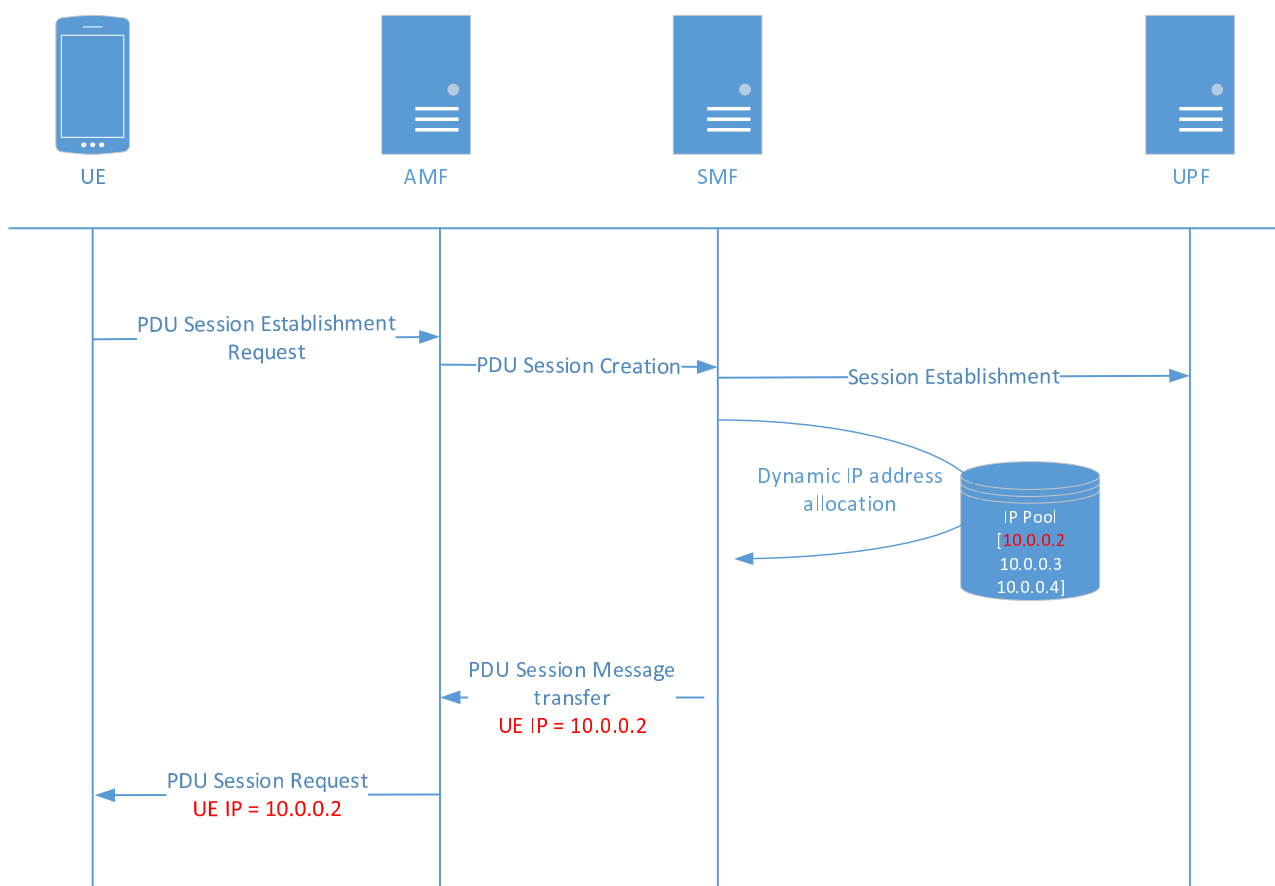 UE
AMF
SMF
UPF
PDU Session Establishment
Request
PDU Session Creation
Session Establishment
Dynamic IP address
allocation
IP Pool
[10.0.0.2
10.0.0.3
10.0.0.4]
PDU Session Message
transfer
UE IP = 10.0.0.2
PDU Session Request
UE IP = 10.0.0.2